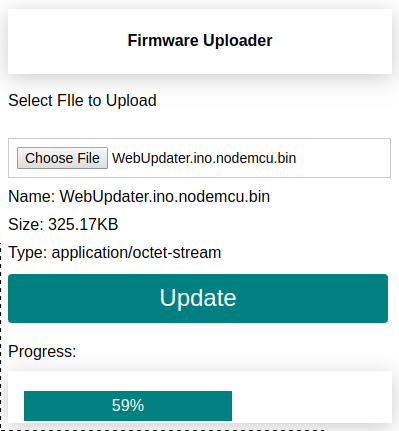 Firmware Uploader
Select FIle to Upload
Choose File WebUpdater.ino.nodemcu.bin
Name: WebUpdater.ino.nodemcu.bin
Size: 325.17KB
Type: application/octet-stream
Update
Progress:
59%